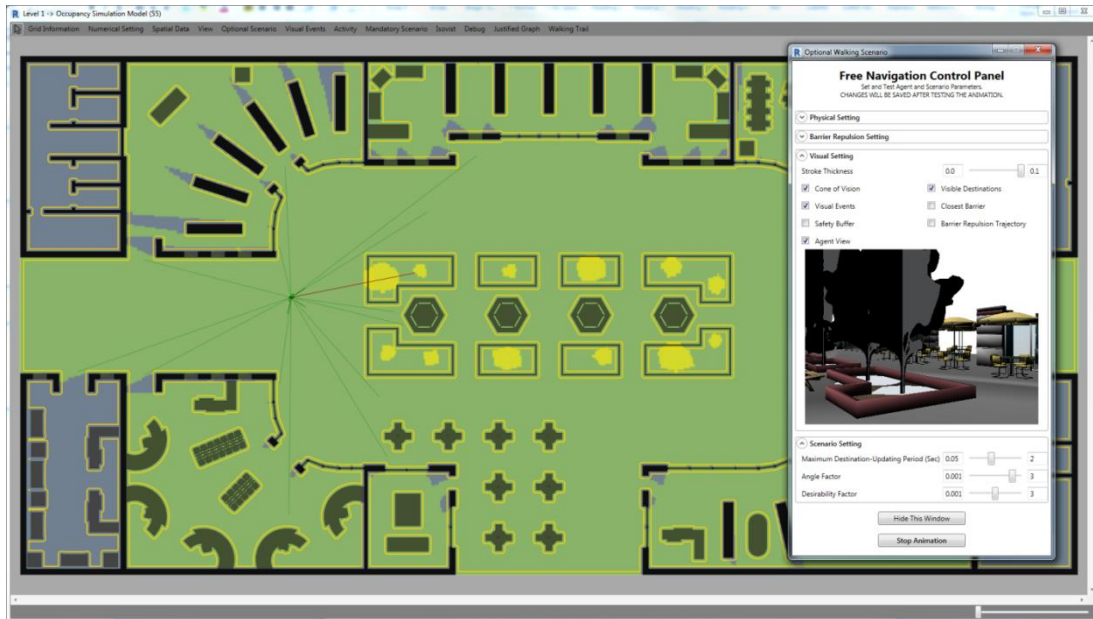 Level 1 -> Occupancy Simulation Model (S5)
Grid Information Numerical Setting Spatial Data View Optional Scenario Visual Events Activity Mandatory Scenario Isovist Debug Justified Graph Walking Trail
Optional Walking Scenario
Free Navigation Control Panel
Set and Test Agent and Scenario Parameters.
CHANGES WILL BE SAVED AFTER TESTING THE ANIMATION.
Physical Setting
Barrier Repulsion Setting
Visual Setting
Stroke Thickness 0.0 0.1
Cone of Vision Visible Destinations
Visual Events Closest Barrier
Safety Buffer Barrier Repulsion Trajectory
Agent View
Scenario Setting
Maximum Destination-Updating Period (Sec) 0.05 2
Angle Factor 0.001 3
Desirability Factor 0.001 3
Hide This Window
Stop Animation